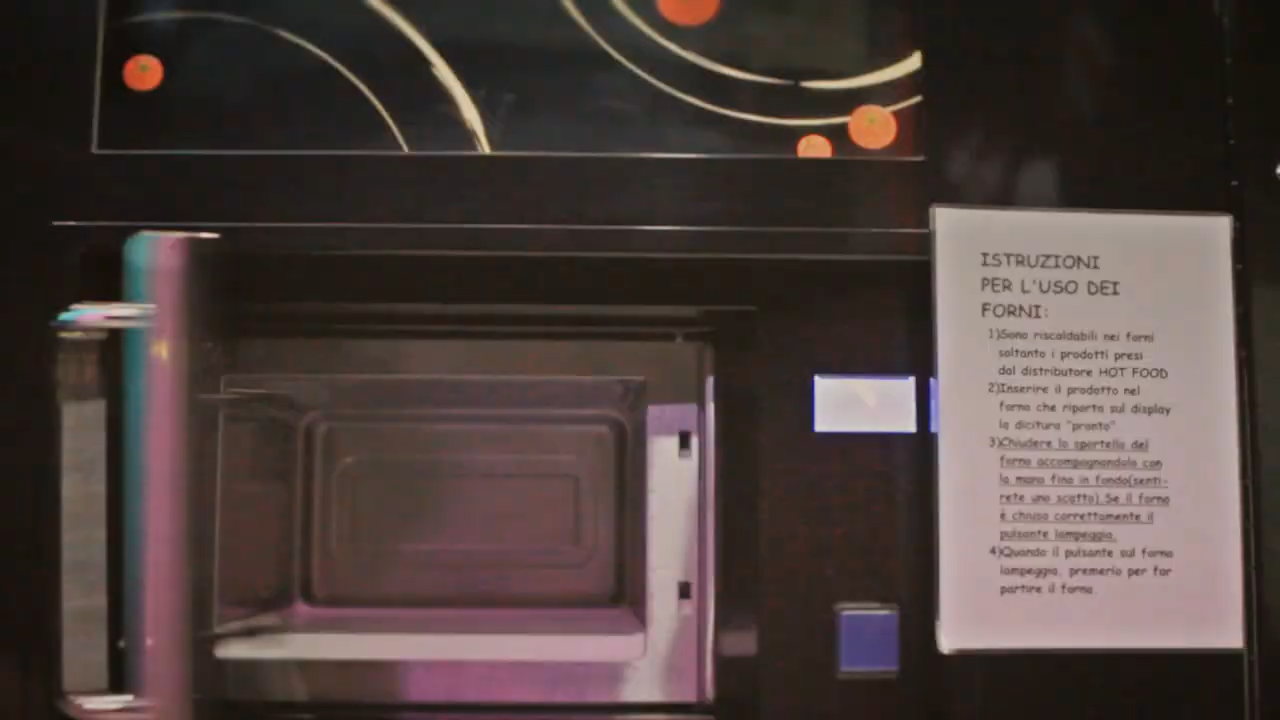 ISTRUZIONI
PER L'USO DEI
FORNI:
1)Sono riscaldabili nei forni
soltanto i prodotti presi
dal distributore HOT FOOD
2)Inserire il prodotto nel
forno che riporta sul display
la dicitura "pronto"
3)Chiudere lo sportello del
forno accompagnandolo con
la mano fino in fondo(senti-
rete uno scatto).Se il forno
è chiuso correttamente il
pulsante lampeggia.
4)Quando il pulsante sul forno
lampeggia, premerlo per far
partire il forno.